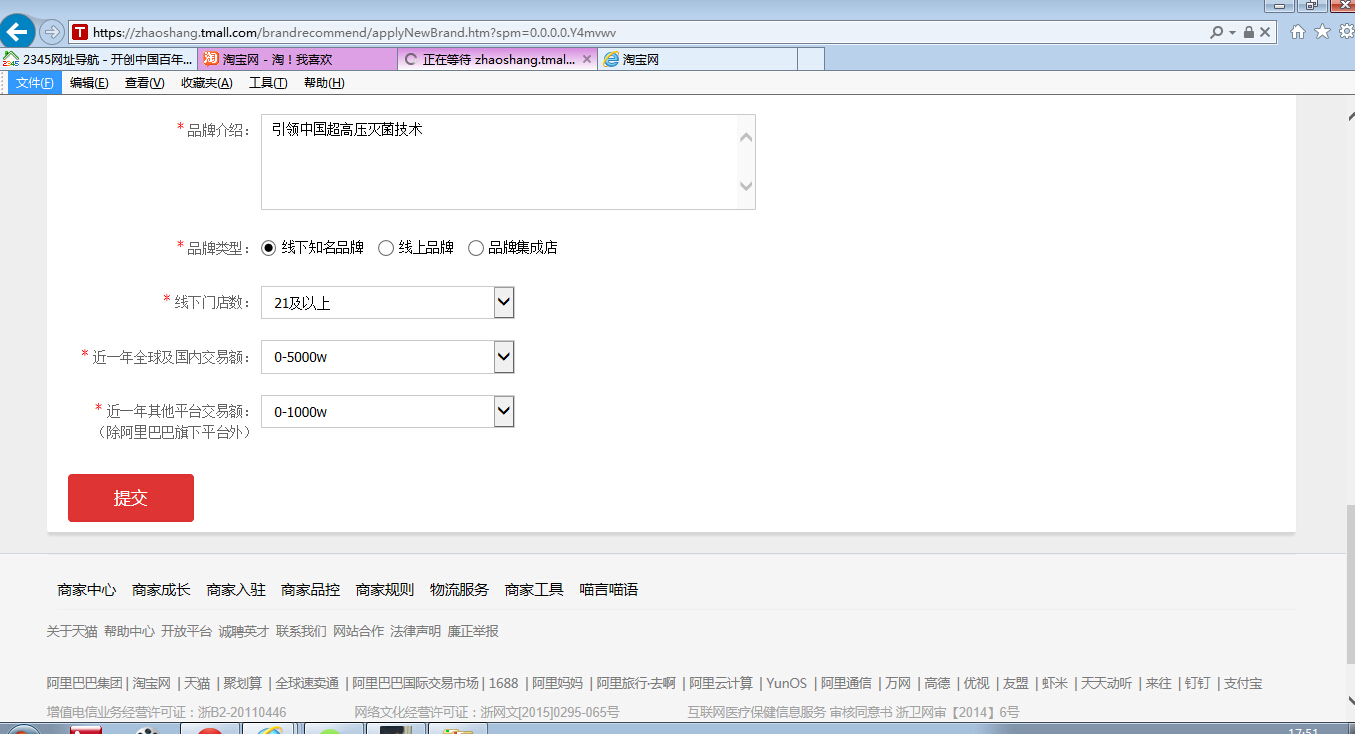 https://zhaoshang.tmall.com/brandrecommend/applyNewBrand.htm?spm=0.0.0.0.Y4mvwv
2345网址导航 - 开创中国百年... 淘宝网 - 淘！我喜欢 正在等待 zhaoshang.tmal... 淘宝网
文件(F) 编辑(E) 查看(V) 收藏夹(A) 工具(T) 帮助(H)
* 品牌介绍： 引领中国超高压灭菌技术
* 品牌类型： 线下知名品牌 线上品牌 品牌集成店
* 线下门店数： 21及以上
* 近一年全球及国内交易额： 0-5000w
* 近一年其他平台交易额： 0-1000w
（除阿里巴巴旗下平台外）
提交
商家中心 商家成长 商家入驻 商家品控 商家规则 物流服务 商家工具 喵言喵语
关于天猫 帮助中心 开放平台 诚聘英才 联系我们 网站合作 法律声明 廉正举报
阿里巴巴集团 | 淘宝网 | 天猫 | 聚划算 | 全球速卖通 | 阿里巴巴国际交易市场 | 1688 | 阿里妈妈 | 阿里旅行·去啊 | 阿里云计算 | YunOS | 阿里通信 | 万网 | 高德 | 优视 | 友盟 | 虾米 | 天天动听 | 来往 | 钉钉 | 支付宝
增值电信业务经营许可证：浙B2-20110446 网络文化经营许可证：浙网文[2015]0295-065号 互联网医疗保健信息服务 审核同意书 浙卫网审【2014】6号
17:51